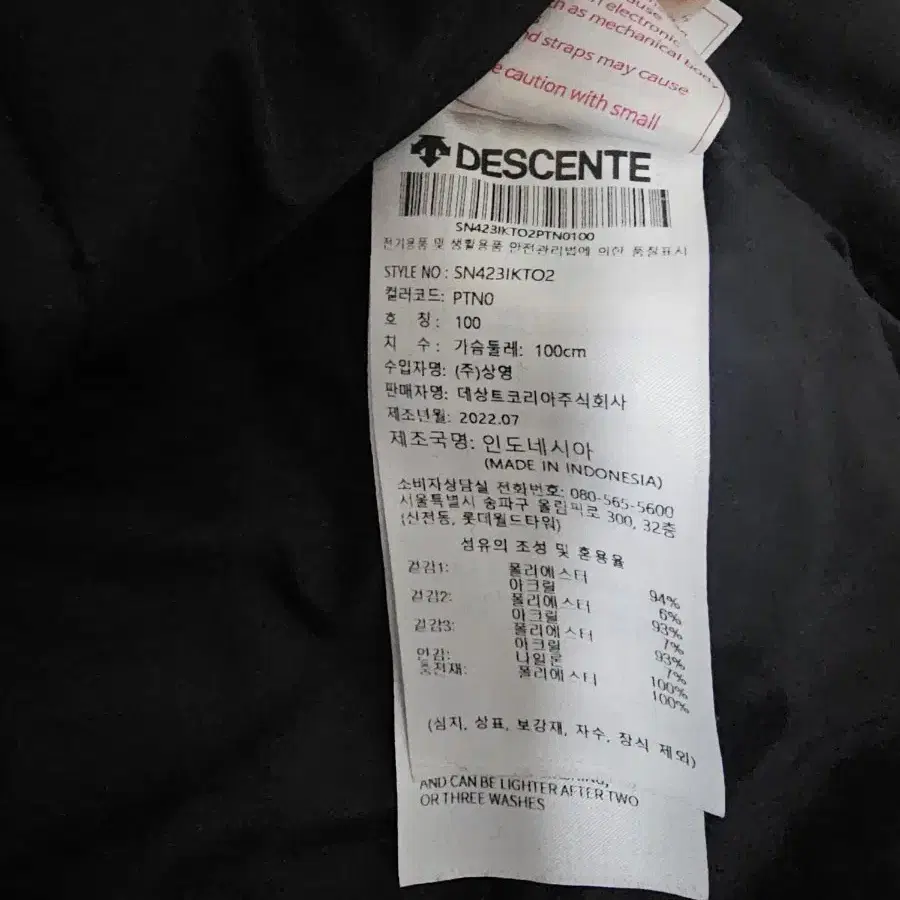 electronic
as mechanical
straps may cause
caution with small
DESCENTE
SN423IKTO2PTN0100
전기용품 및 생활용품 안전관리법에 의한 품질표시
STYLE NO : SN423IKTO2
컬러코드: PTN0
호 칭 : 100
치 수 : 가슴둘레: 100cm
수입자명: (주)상영
판매자명: 데상트코리아주식회사
제조년월: 2022.07
제조국명: 인도네시아
(MADE IN INDONESIA)
소비자상담실 전화번호: 080-565-5600
서울특별시 송파구 올림픽로 300, 32층
(신천동, 롯데월드타워)
섬유의 조성 및 혼용율
겉감1: 폴리에스터 94%
아크릴 6%
겉감2: 폴리에스터 93%
아크릴 7%
겉감3: 폴리에스터 93%
아크릴 7%
안감: 나일론 100%
충전재: 폴리에스터 100%
(심지, 상표, 보강재, 자수, 장식 제외)
AND CAN BE LIGHTER AFTER TWO
OR THREE WASHES